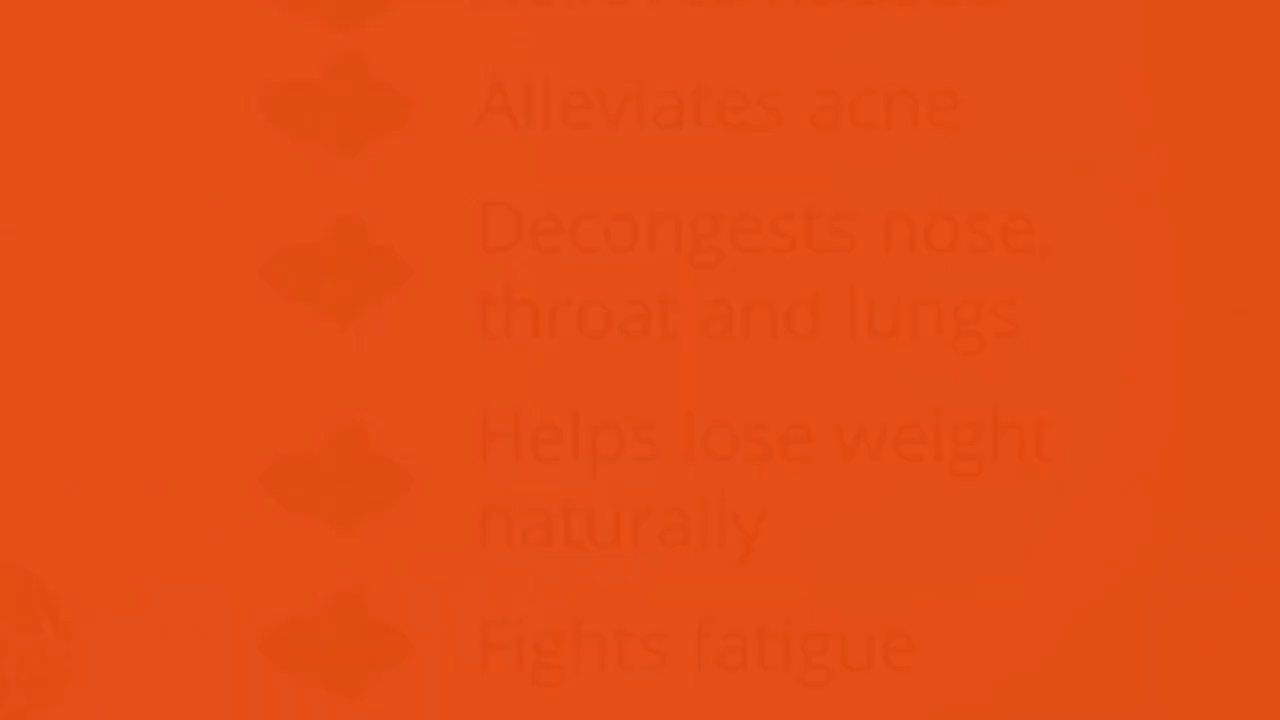 Alleviates acne
Decongests nose,
throat and lungs
Helps lose weight
naturally
Fights fatigue